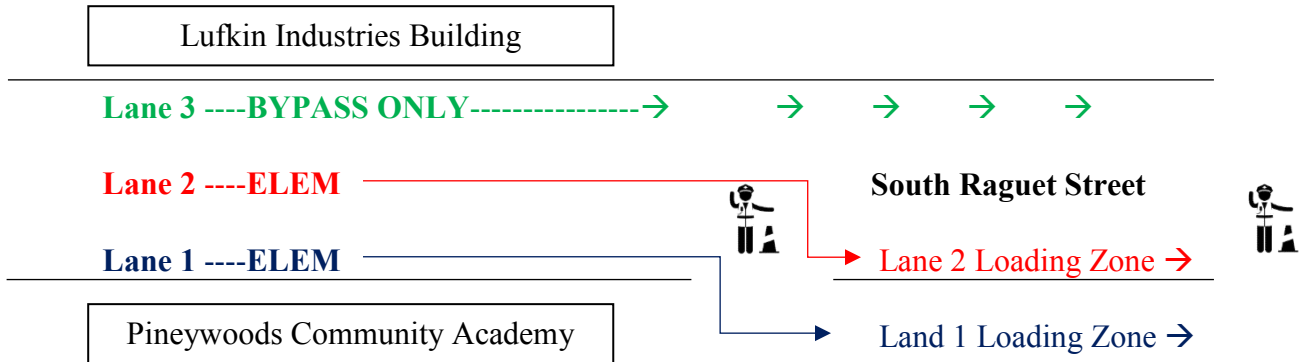 Lufkin Industries Building
Lane 3 ----BYPASS ONLY----------------→ → → → →
Lane 2 ----ELEM
South Raguet Street
Lane 1 ----ELEM
Lane 2 Loading Zone →
Pineywoods Community Academy
Land 1 Loading Zone →